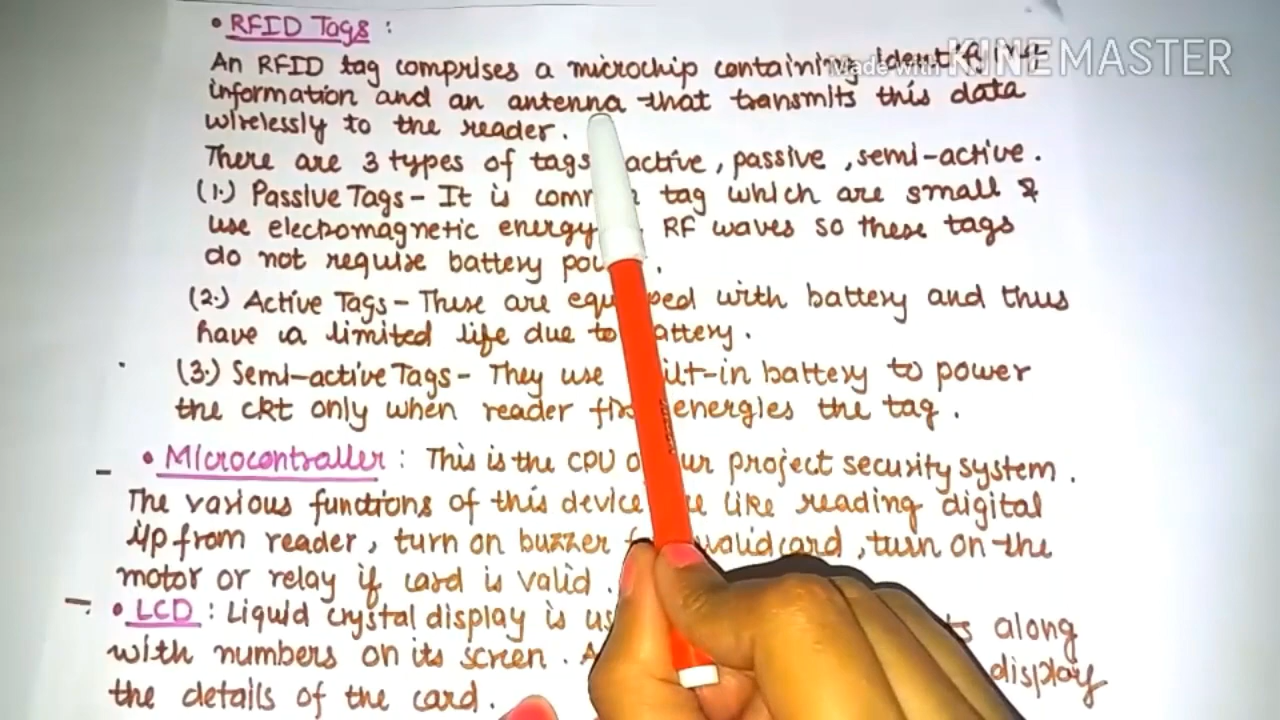 • RFID Tags :
An RFID tag comprises a microchip containing identifying
information and an antenna that transmits this data
wirelessly to the reader.
There are 3 types of tags active, passive, semi-active.
(1.) Passive Tags - It is tag which are small &
use electromagnetic energy RF waves so these tags
do not require battery
(2.) Active Tags - These are with battery and thus
have a limited life due to battery.
(3.) Semi-active Tags - They use built-in battery to power
the ckt only when reader energies the tag.
• Microcontroller : This is the CPU our project security system.
The various functions of this device like reading digital
i/p from reader, turn on buzzer card, turn on the
motor or relay if card is valid.
• LCD : Liquid crystal display is along
with numbers on its screen. display
the details of the card.
Made with KINEMASTER